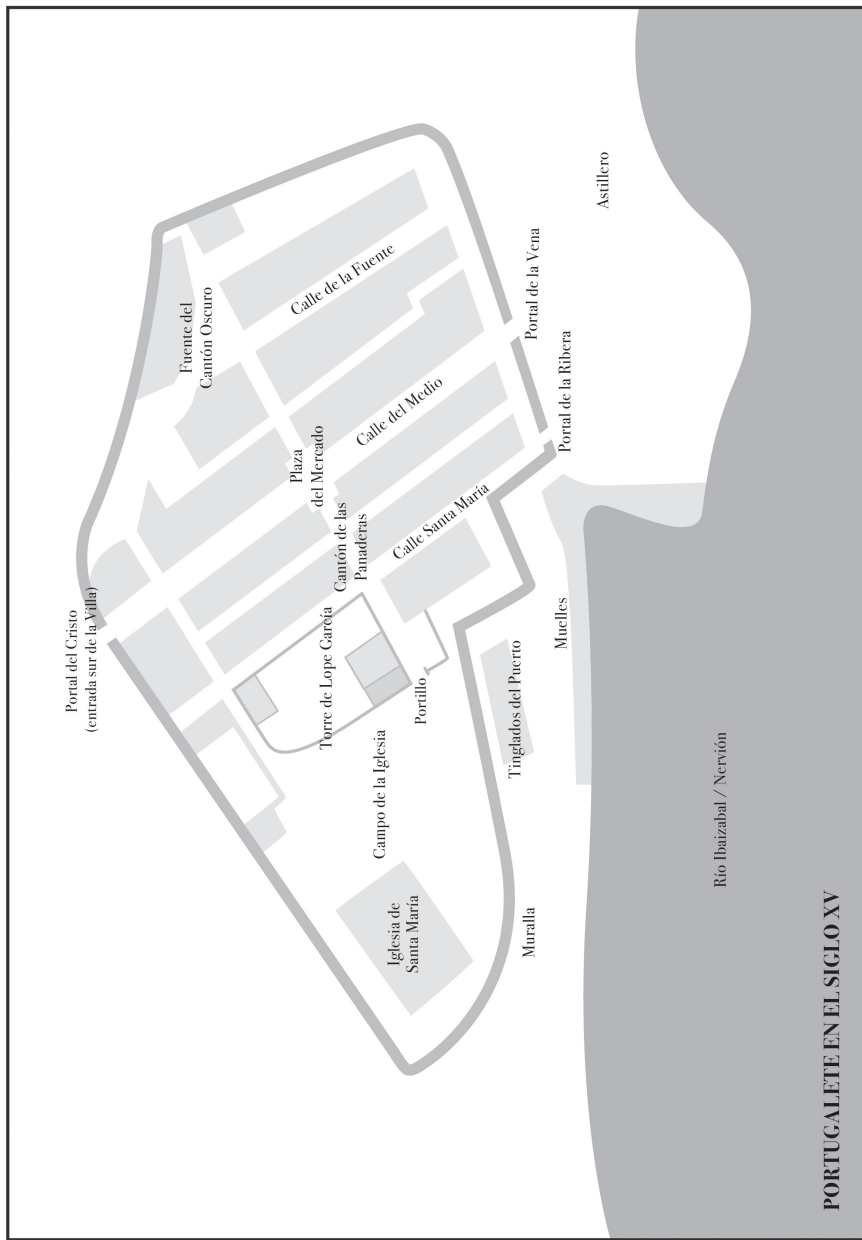 Portal del Cristo
(entrada sur de la Villa)
Fuente del
Cantón Oscuro
Calle de la Fuente
Plaza
del Mercado
Calle del Medio
Cantón de las
Panaderas
Calle Santa María
Torre de Lope García
Portillo
Campo de la Iglesia
Iglesia de
Santa María
Muralla
Tinglados del Puerto
Muelles
Portal de la Ribera
Portal de la Vena
Astillero
Río Ibaizabal / Nervión
PORTUGALETE EN EL SIGLO XV